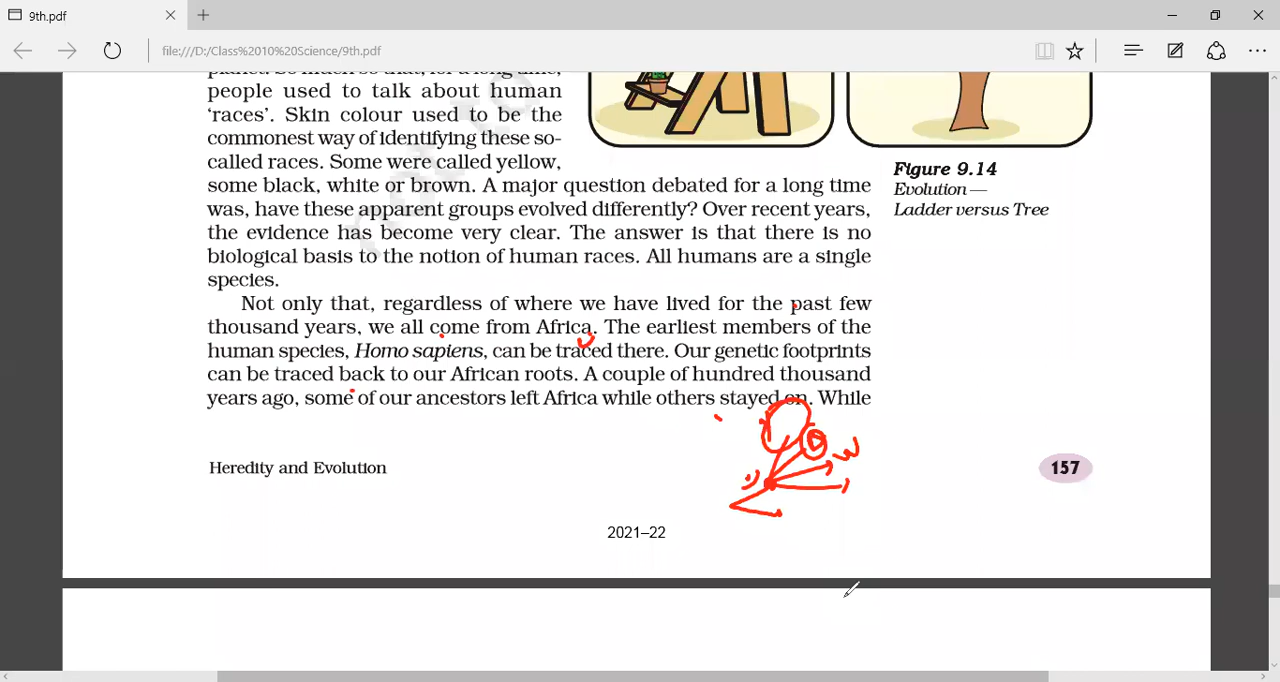 9th.pdf
file:///D:/Class%2010%20Science/9th.pdf
people used to talk about human
‘races’. Skin colour used to be the
commonest way of identifying these so-
called races. Some were called yellow,
some black, white or brown. A major question debated for a long time
was, have these apparent groups evolved differently? Over recent years,
the evidence has become very clear. The answer is that there is no
biological basis to the notion of human races. All humans are a single
species.
Figure 9.14
Evolution —
Ladder versus Tree
Not only that, regardless of where we have lived for the past few
thousand years, we all come from Africa. The earliest members of the
human species, Homo sapiens, can be traced there. Our genetic footprints
can be traced back to our African roots. A couple of hundred thousand
years ago, some of our ancestors left Africa while others stayed on. While
Heredity and Evolution
157
2021–22